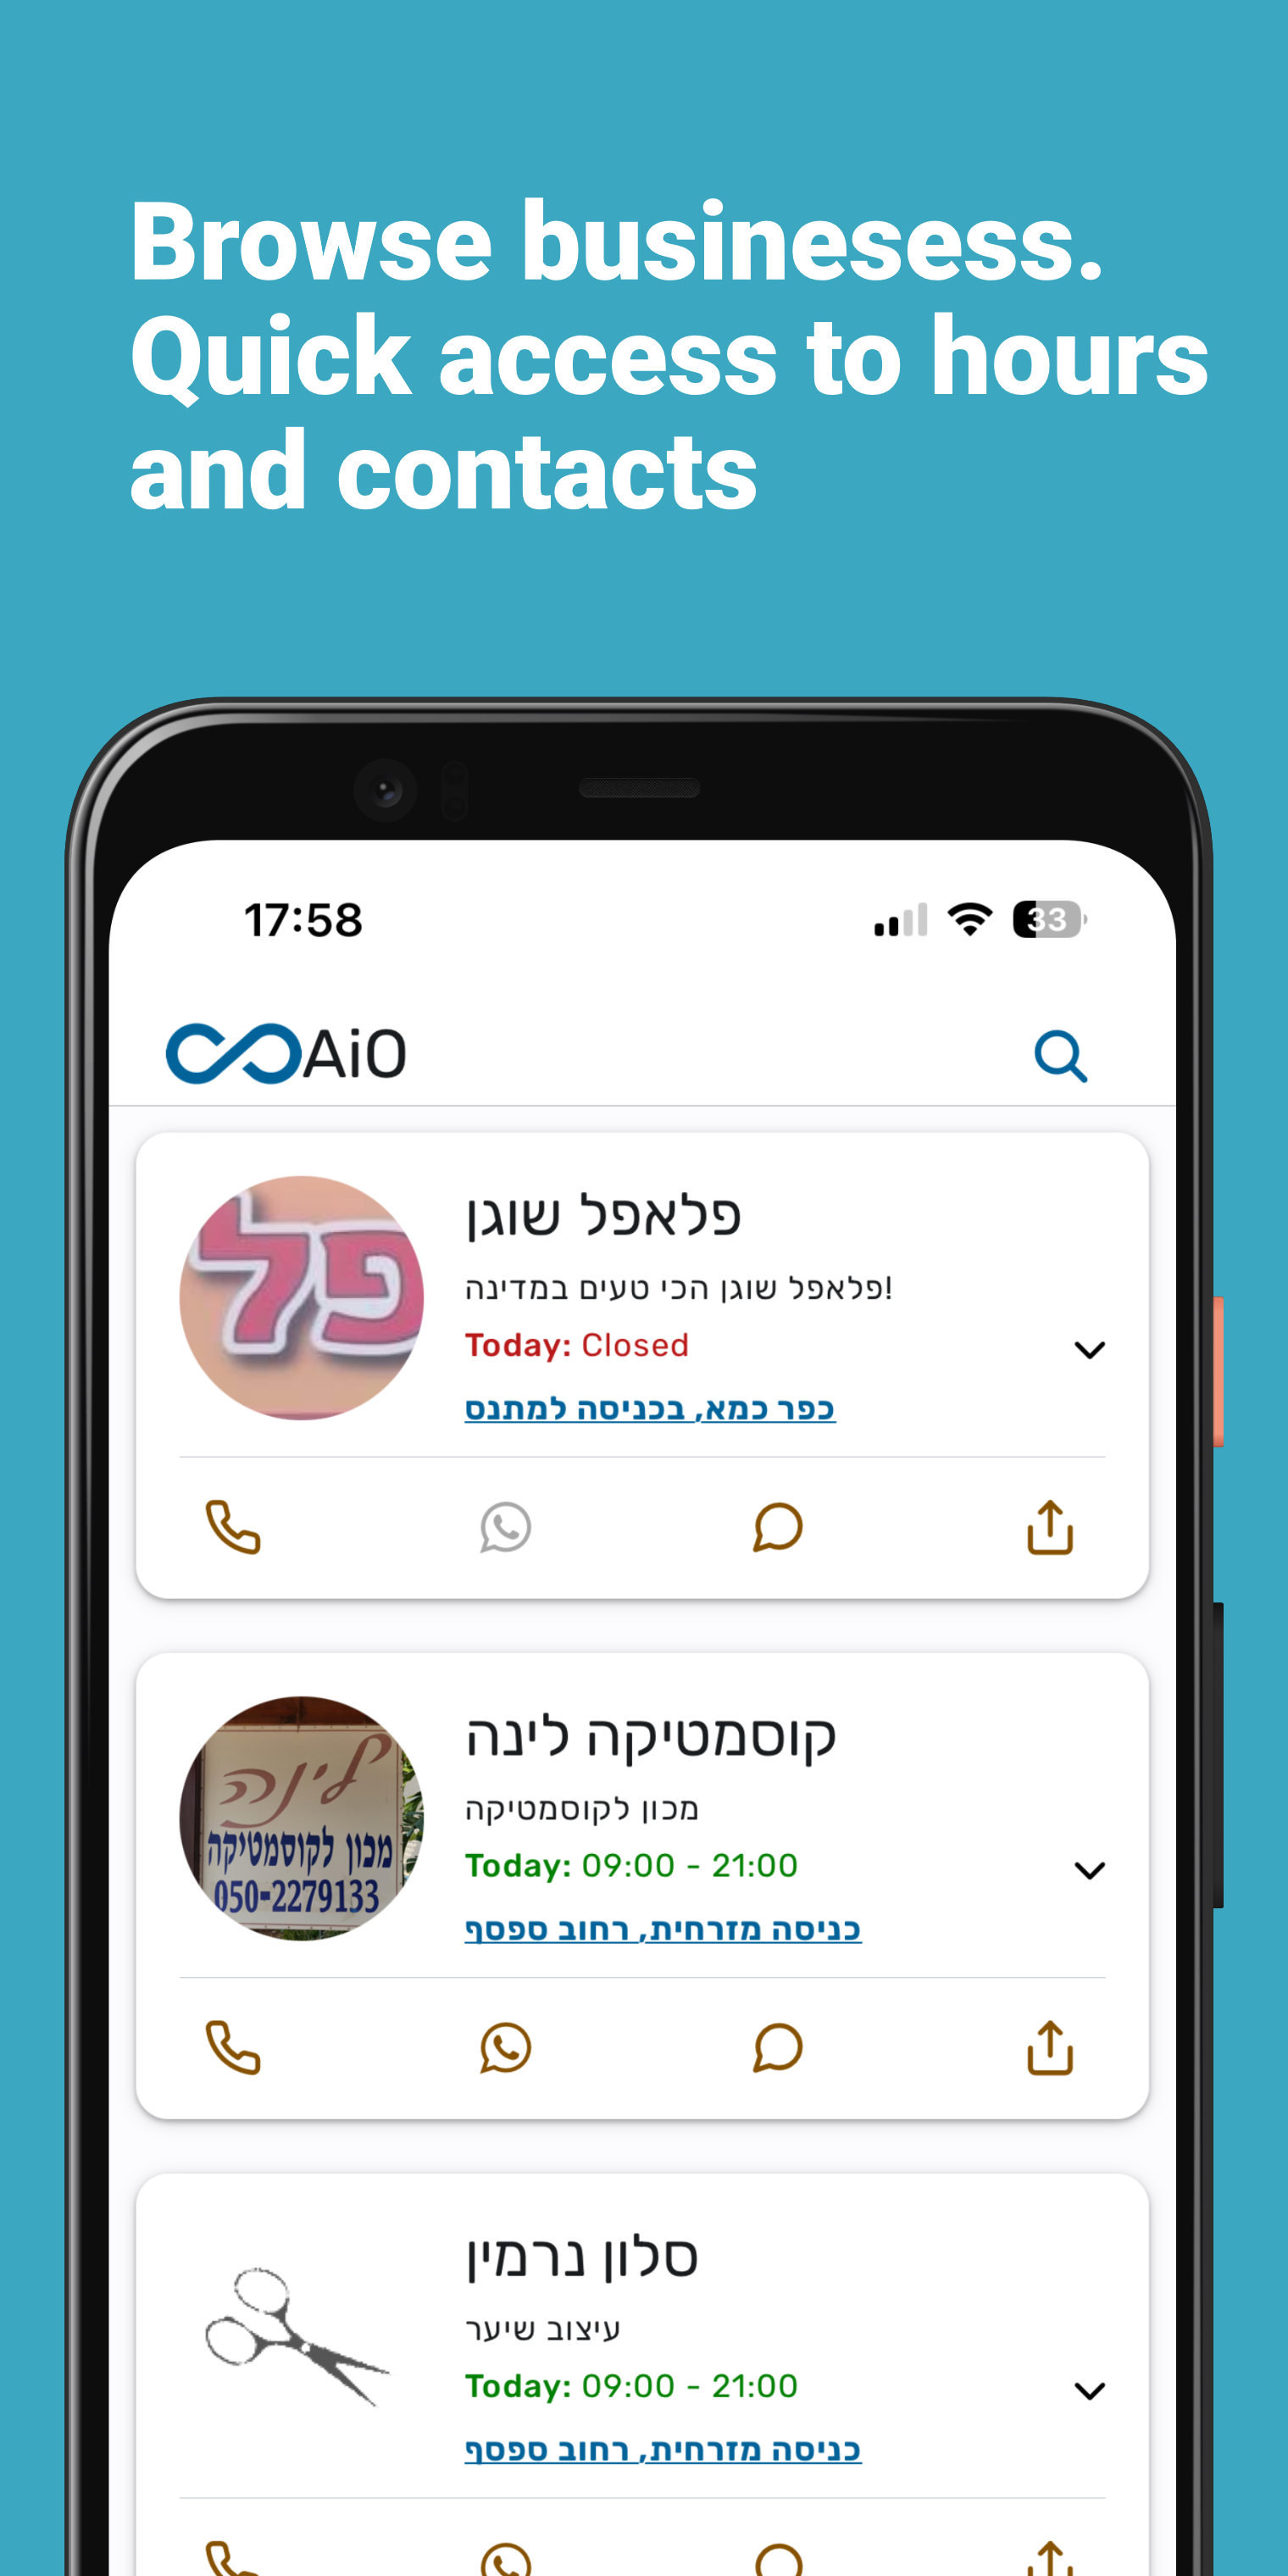 Browse businesess.
Quick access to hours
and contacts
17:58
33
AiO
פל
פלאפל שוגן
פלאפל שוגן הכי טעים במדינה!
Today: Closed
כפר כמא, בכניסה למתנס
לינה
מכון לקוסמטיקה
050-2279133
קוסמטיקה לינה
מכון לקוסמטיקה
Today: 09:00 - 21:00
כניסה מזרחית, רחוב ספסף
סלון נרמין
עיצוב שיער
Today: 09:00 - 21:00
כניסה מזרחית, רחוב ספסף